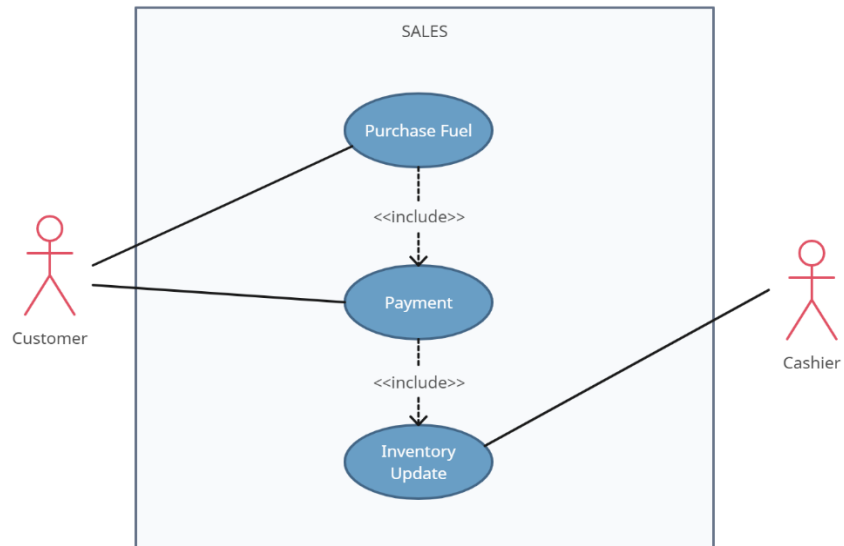 SALES
Purchase Fuel
<<include>>
Customer
Payment
Cashier
<<include>>
Inventory
Update